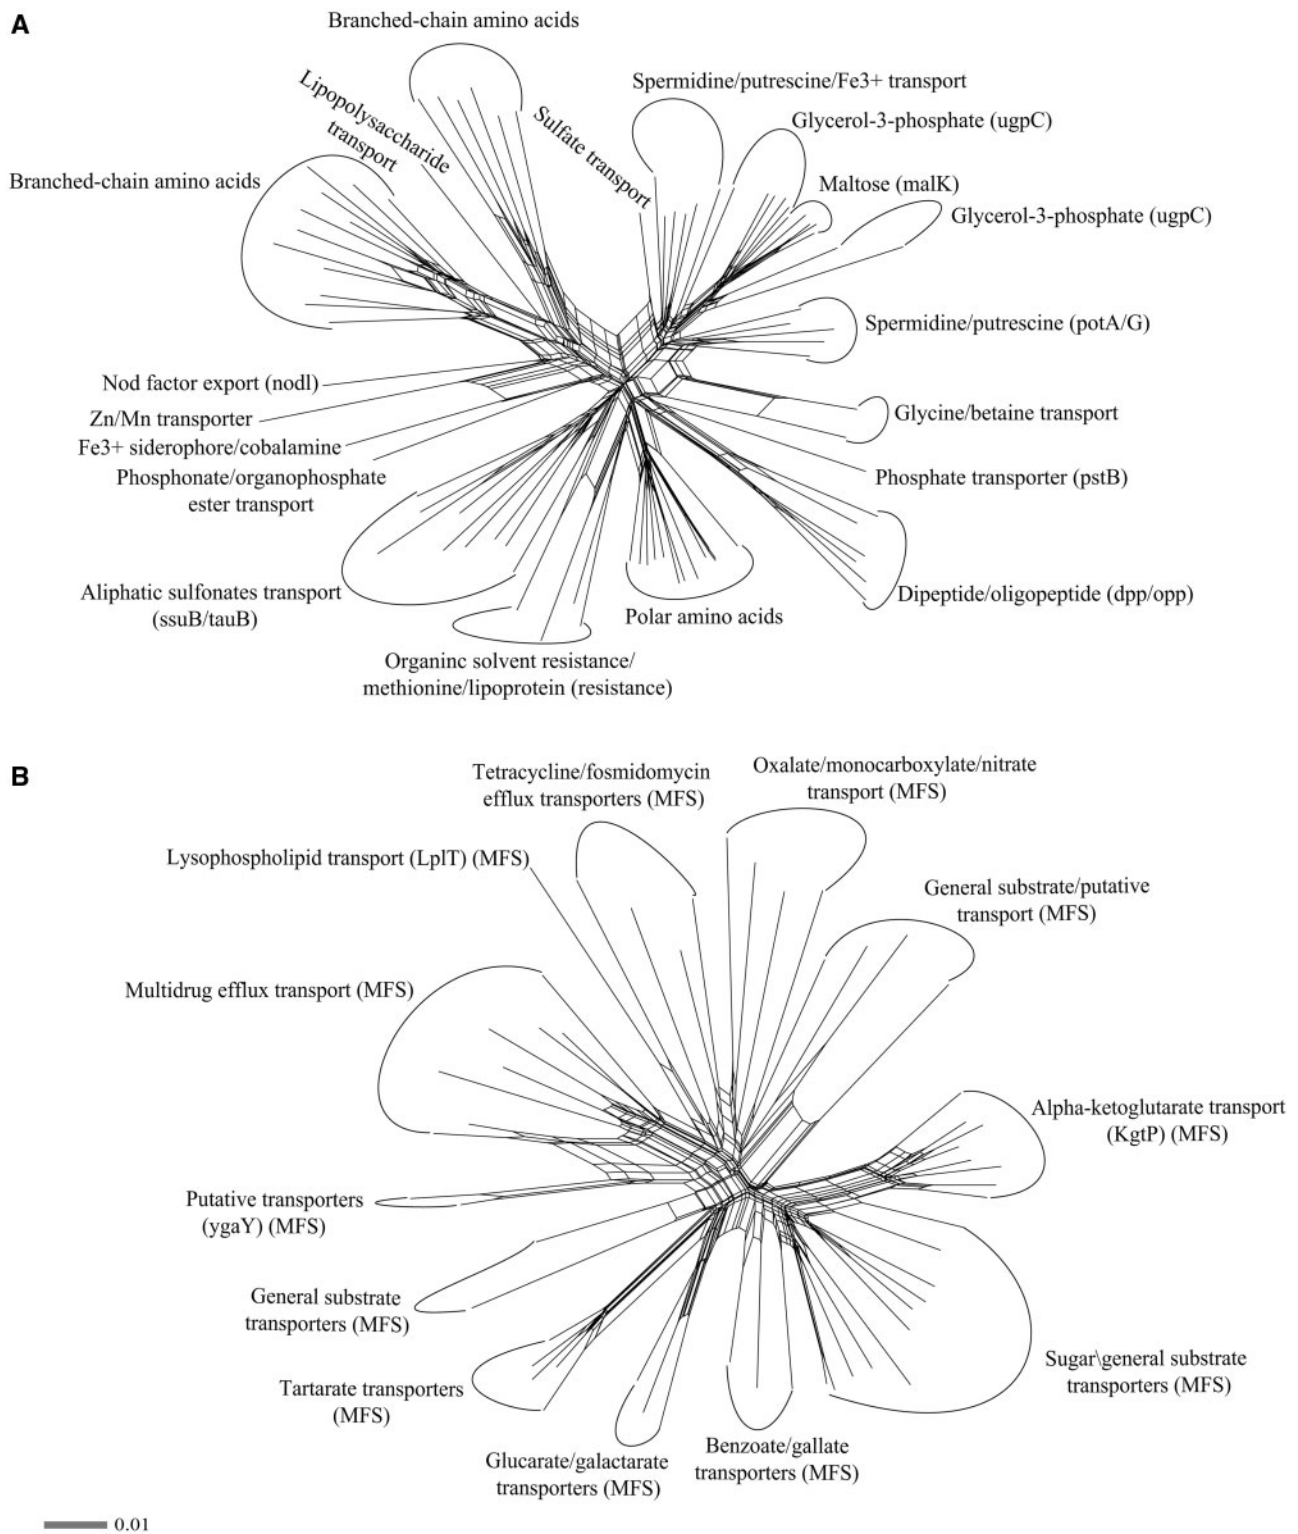 A
Branched-chain amino acids
Lipopolysaccharide
transport
Sulfate transport
Spermidine/putrescine/Fe3+ transport
Glycerol-3-phosphate (ugpC)
Branched-chain amino acids
Maltose (malK)
Glycerol-3-phosphate (ugpC)
Spermidine/putrescine (potA/G)
Nod factor export (nodl)
Zn/Mn transporter
Glycine/betaine transport
Fe3+ siderophore/cobalamine
Phosphonate/organophosphate
ester transport
Phosphate transporter (pstB)
Aliphatic sulfonates transport
(ssuB/tauB)
Dipeptide/oligopeptide (dpp/opp)
Polar amino acids
Organinc solvent resistance/
methionine/lipoprotein (resistance)
B
Tetracycline/fosmidomycin
efflux transporters (MFS)
Oxalate/monocarboxylate/nitrate
transport (MFS)
Lysophospholipid transport (LplT) (MFS)
General substrate/putative
transport (MFS)
Multidrug efflux transport (MFS)
Alpha-ketoglutarate transport
(KgtP) (MFS)
Putative transporters
(ygaY) (MFS)
General substrate
transporters (MFS)
Sugar\general substrate
transporters (MFS)
Tartarate transporters
(MFS)
Glucarate/galactarate
transporters (MFS)
Benzoate/gallate
transporters (MFS)
0.01